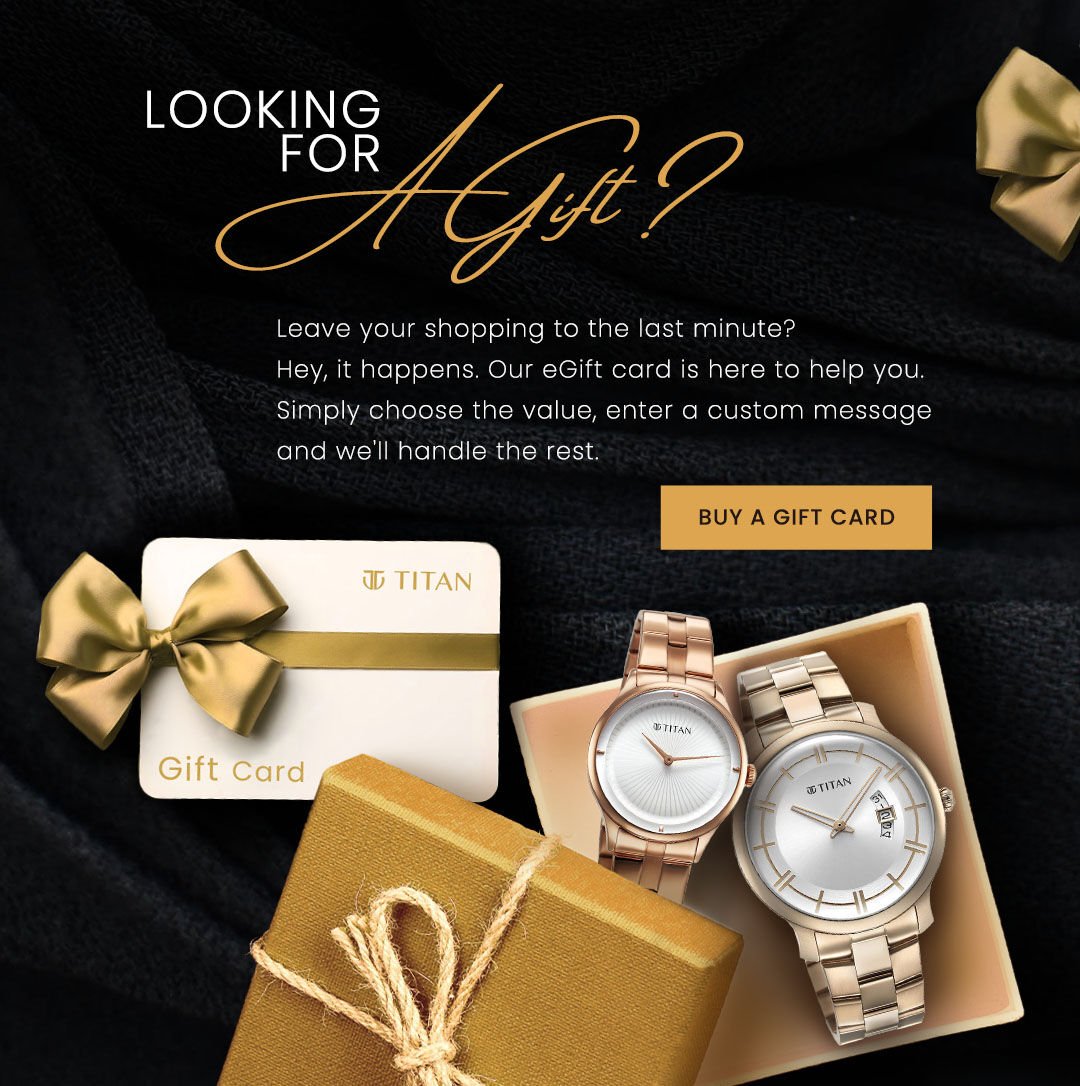 LOOKING
FOR
A Gift ?
Leave your shopping to the last minute?
Hey, it happens. Our eGift card is here to help you.
Simply choose the value, enter a custom message
and we'll handle the rest.
BUY A GIFT CARD
TITAN
Gift Card
TITAN
TITAN